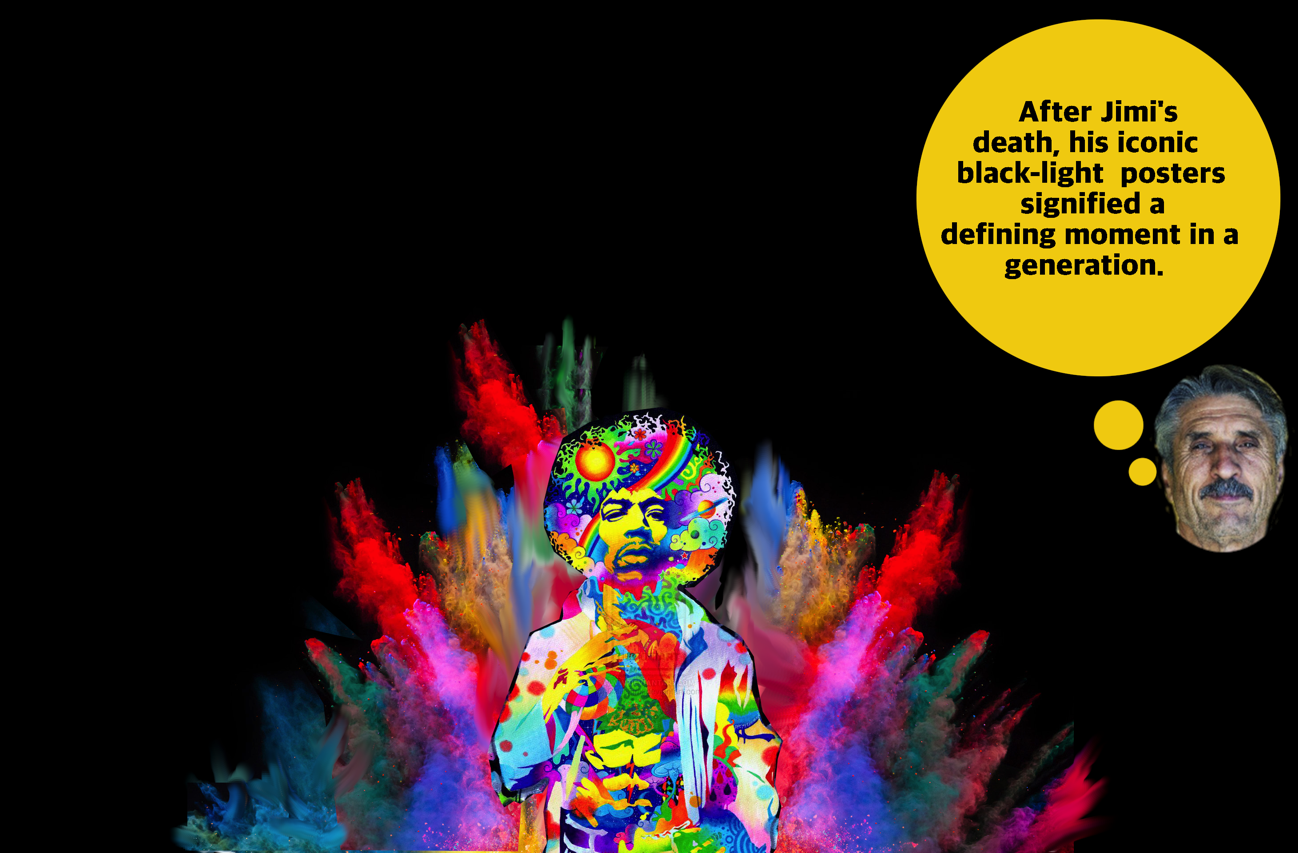 After Jimi's
death, his iconic
black-light posters
signified a
defining moment in a
generation.